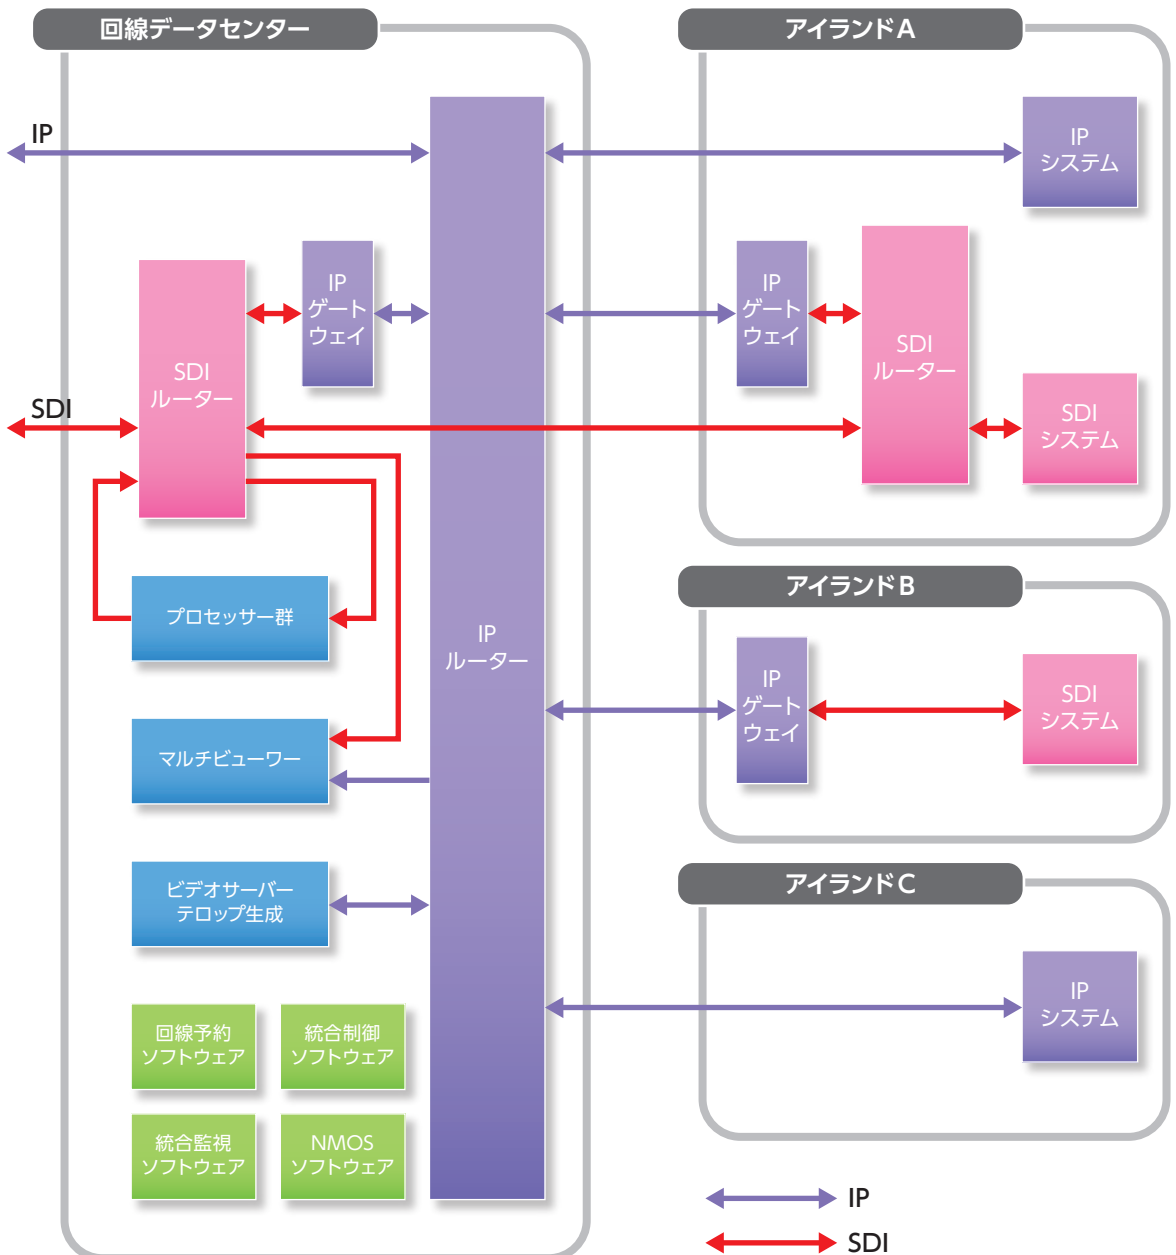 回線データセンター
IP
SDI
SDI
ルーター
IP
ゲート
ウェイ
IP
ルーター
プロセッサー群
マルチビューワー
ビデオサーバー
テロップ生成
回線予約
ソフトウェア
統合制御
ソフトウェア
統合監視
ソフトウェア
NMOS
ソフトウェア
アイランドA
IP
システム
IP
ゲート
ウェイ
SDI
ルーター
SDI
システム
アイランドB
IP
ゲート
ウェイ
SDI
システム
アイランドC
IP
システム
IP
SDI